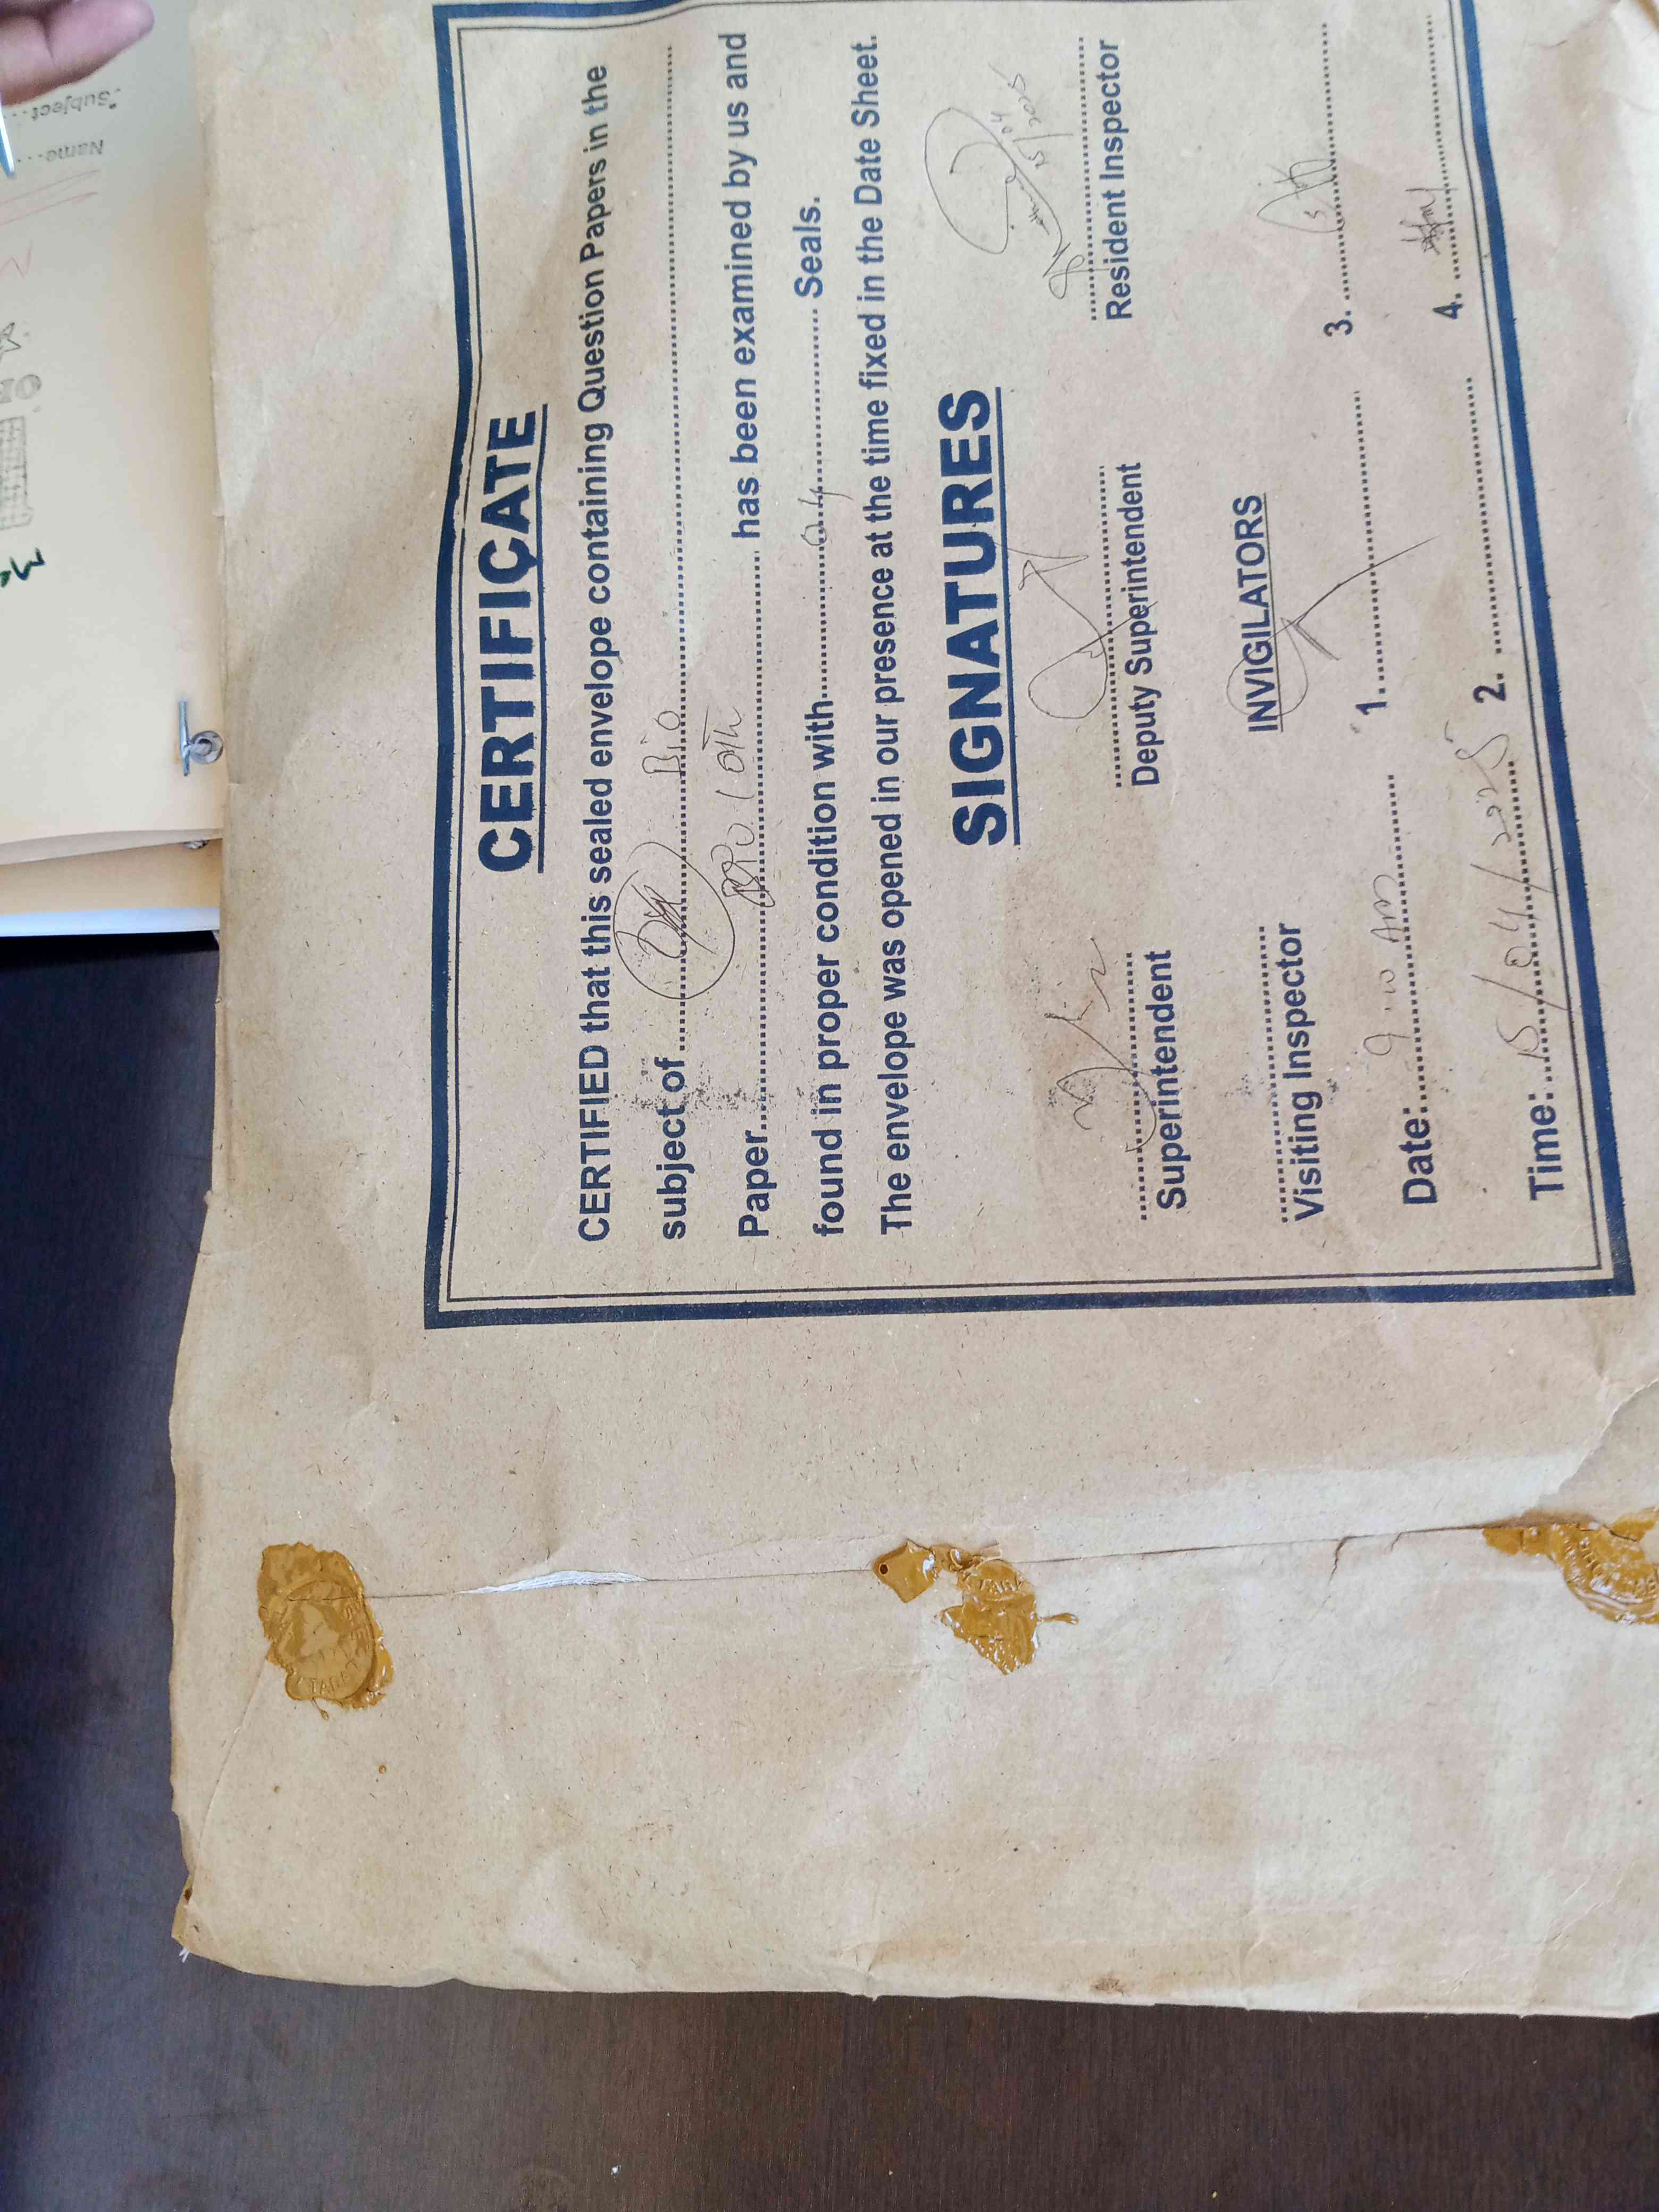 CERTIFICATE
CERTIFIED that this sealed envelope containing Question Papers in the
subject of Bio
Paper 10th has been examined by us and
found in proper condition with 04 Seals.
The envelope was opened in our presence at the time fixed in the Date Sheet.
SIGNATURES
15/04/2025
Superintendent
Deputy Superintendent
Resident Inspector
Visiting Inspector
INVIGILATORS
Date: 9:10 Am
1.
3.
Time: 15/04/2025
2.
4.
Name
Subject